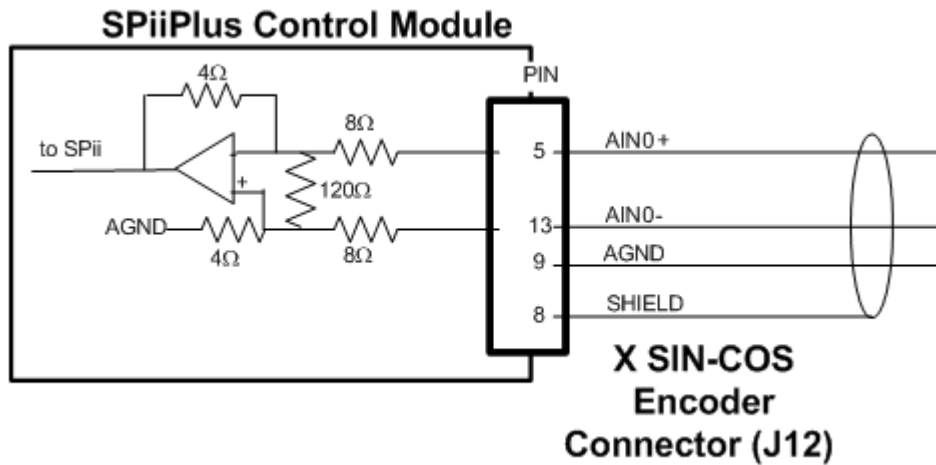 SPiiPlus Control Module
PIN
4Ω
8Ω
to SPii
5
AIN0+
-
+
120Ω
AIN0-
AGND
13
AGND
4Ω
8Ω
9
SHIELD
8
X SIN-COS
Encoder
Connector (J12)